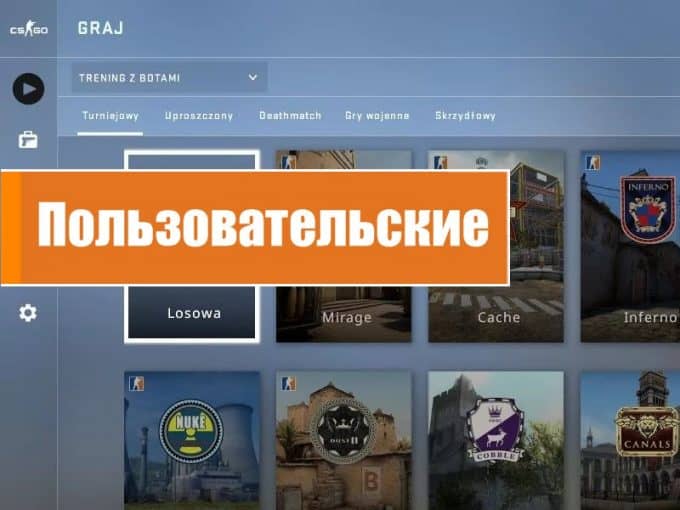 CS GO
GRAJ
TRENING Z BOTAMI
Turniejowy Uproszczony Deathmatch Gry wojenne Skrzydłowy
INFERNO
Пользовательские
Losowa
Mirage
Cache
Inferno
NUKE
DUST II
COBBLE
CANALS
B